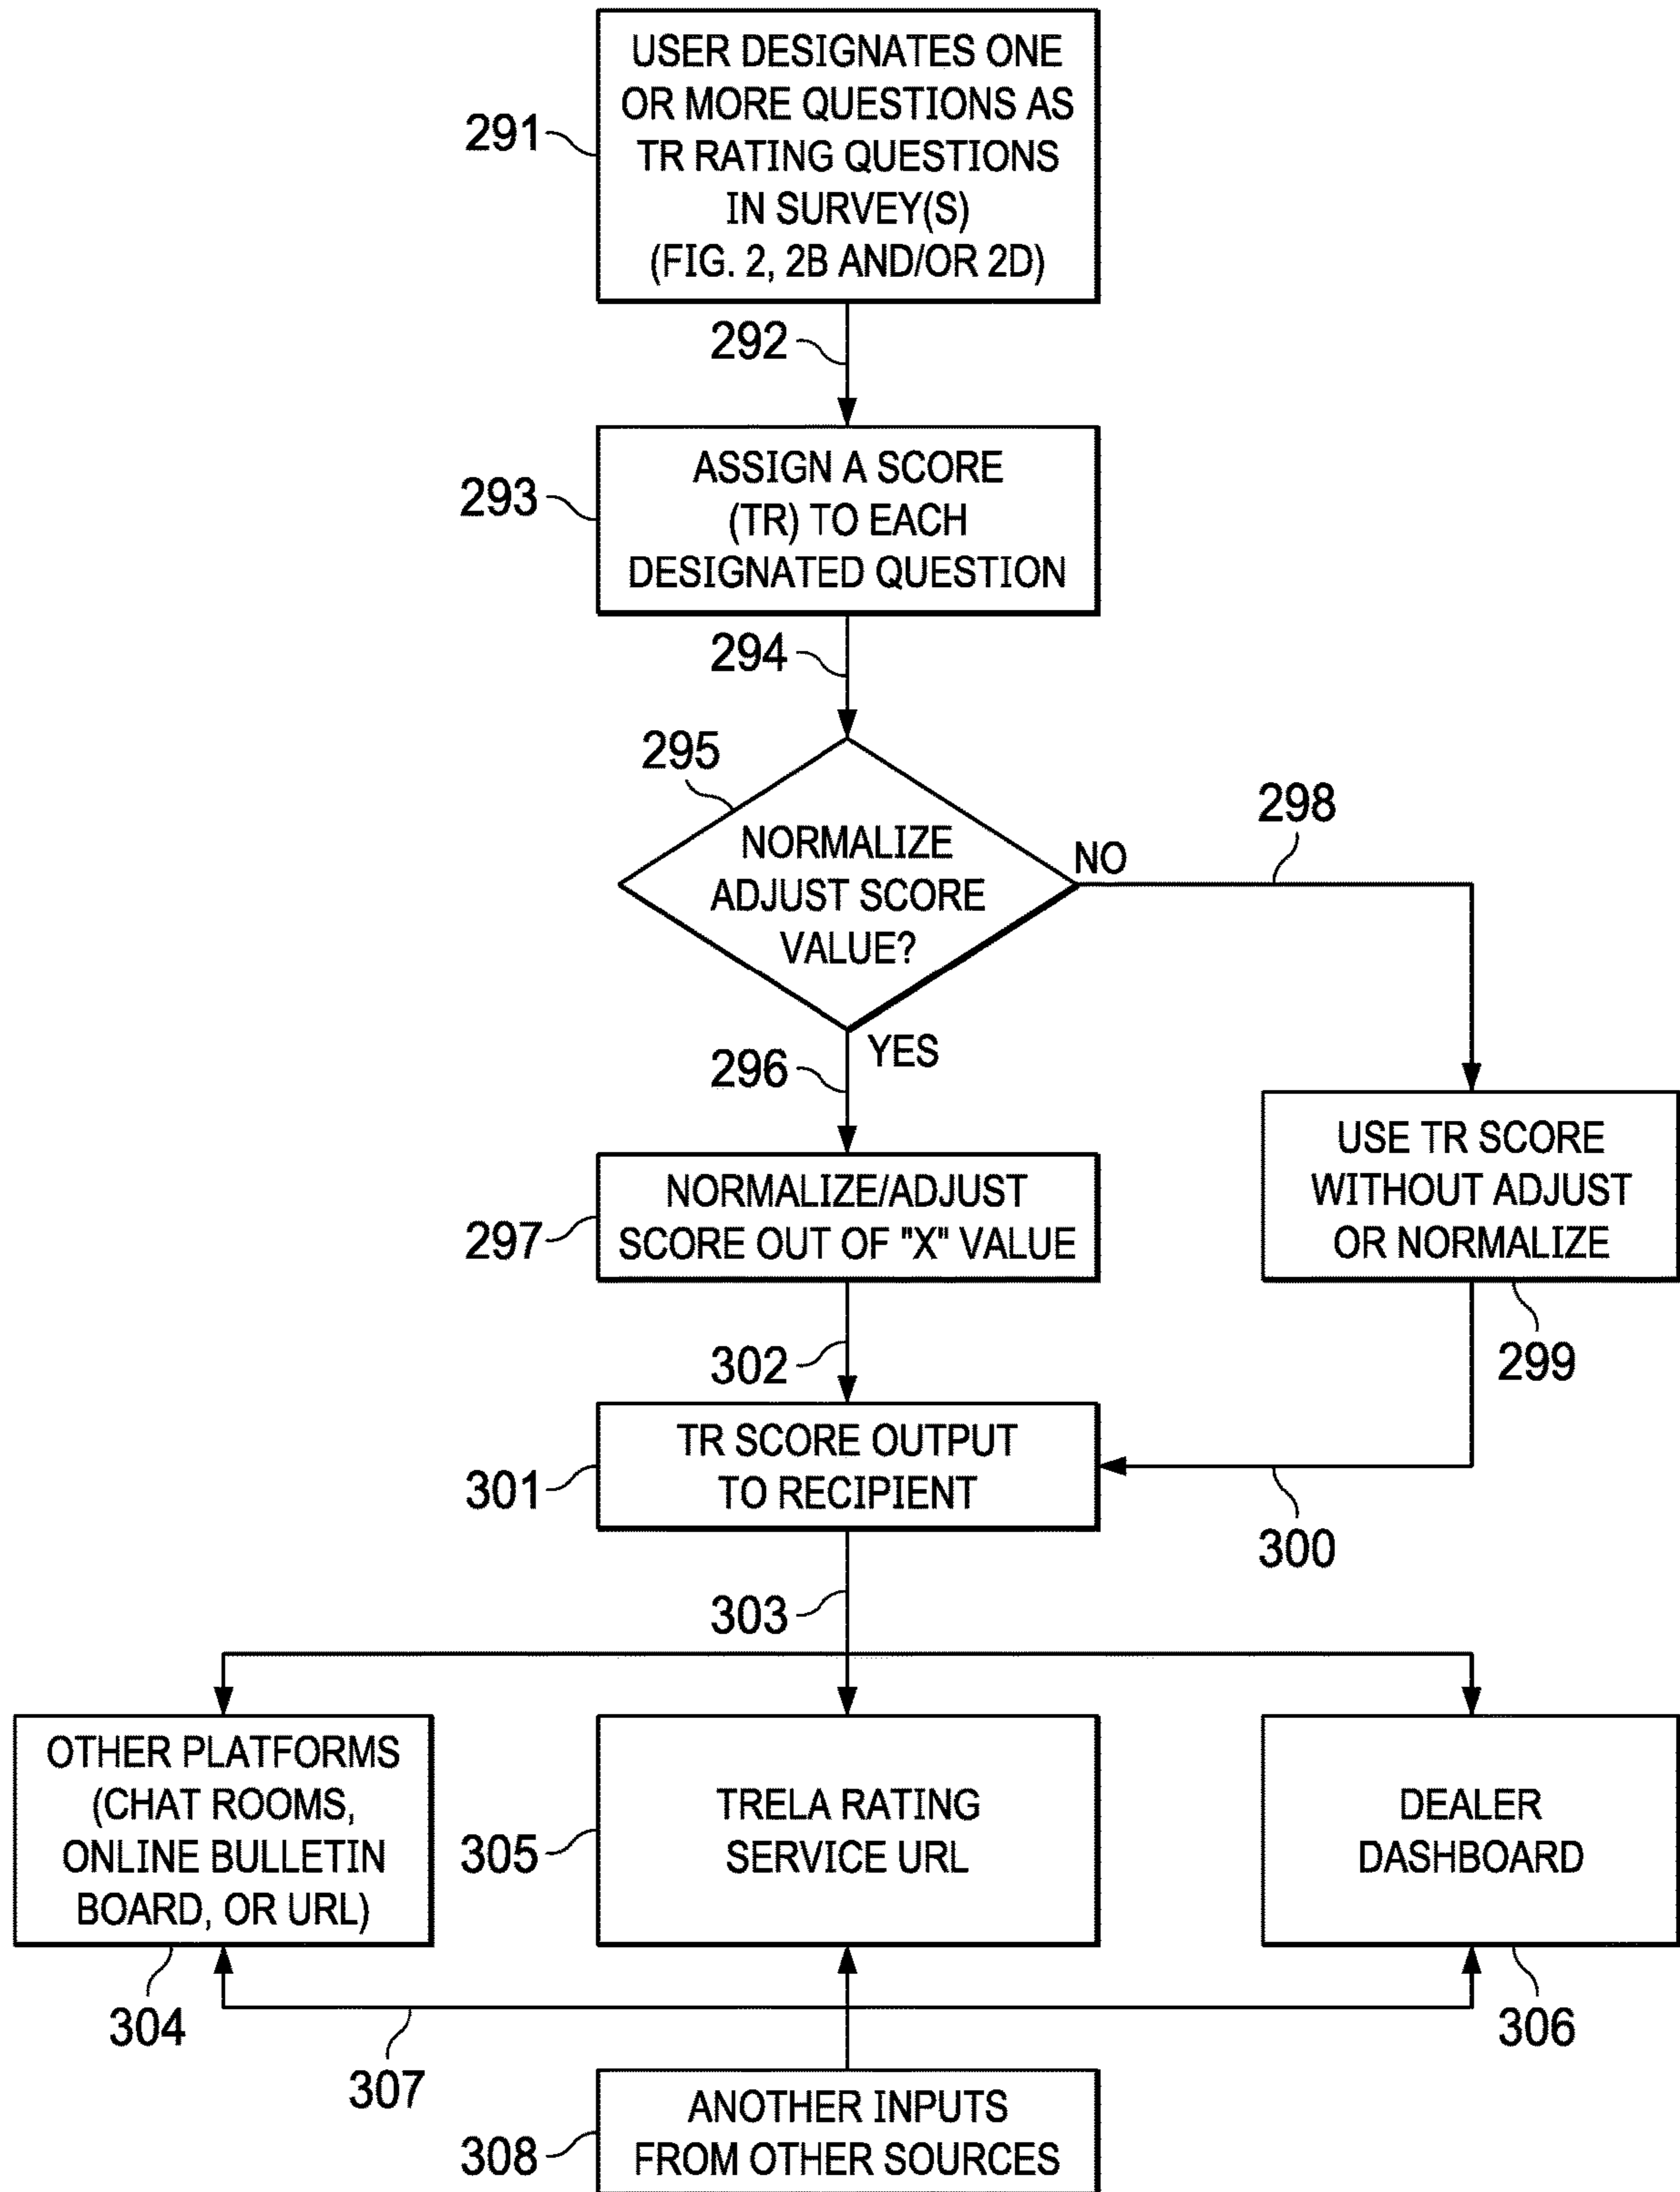 USER DESIGNATES ONE
OR MORE QUESTIONS AS
TR RATING QUESTIONS
IN SURVEY(S)
(FIG. 2, 2B AND/OR 2D)
291
292
ASSIGN A SCORE
(TR) TO EACH
DESIGNATED QUESTION
293
294
295
NORMALIZE
ADJUST SCORE
VALUE?
NO
298
YES
296
NORMALIZE/ADJUST
SCORE OUT OF "X" VALUE
297
USE TR SCORE
WITHOUT ADJUST
OR NORMALIZE
299
302
TR SCORE OUTPUT
TO RECIPIENT
301
300
303
OTHER PLATFORMS
(CHAT ROOMS,
ONLINE BULLETIN
BOARD, OR URL)
304
TRELA RATING
SERVICE URL
305
DEALER
DASHBOARD
306
307
ANOTHER INPUTS
FROM OTHER SOURCES
308